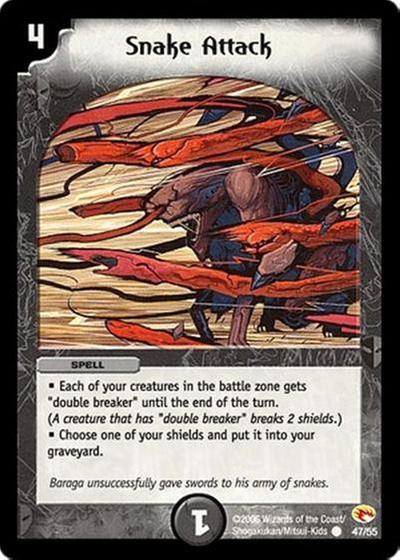 4
Snake Attack
SPELL
▪ Each of your creatures in the battle zone gets
"double breaker" until the end of the turn.
(A creature that has "double breaker" breaks 2 shields.)
▪ Choose one of your shields and put it into your
graveyard.
Baraga unsuccessfully gave swords to his army of snakes.
1
©2006 Wizards of the Coast/
Shogakukan/Mitsui-Kids
47/55